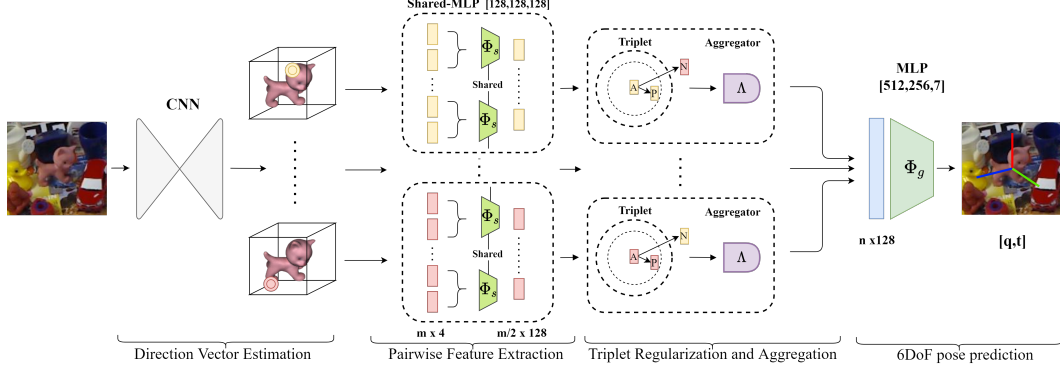 CNN
Shared-MLP [128,128,128]
Φs
Shared
Φs
Φs
Shared
Φs
m x 4
m/2 x 128
Triplet
Aggregator
A
P
N
Λ
Triplet
Aggregator
A
P
N
Λ
MLP
[512,256,7]
Φg
n x128
[q,t]
Direction Vector Estimation
Pairwise Feature Extraction
Triplet Regularization and Aggregation
6DoF pose prediction